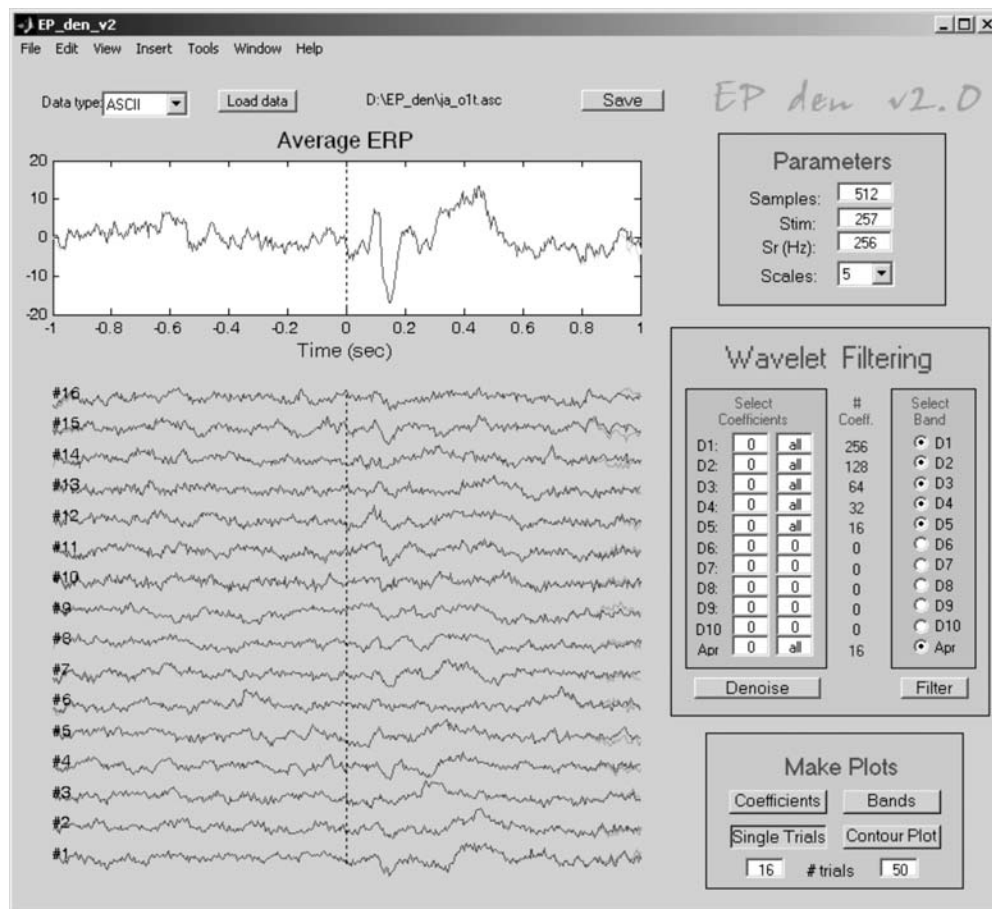 EP_den_v2
File Edit View Insert Tools Window Help
Data type: ASCII Load data D:\EP_den\ja_o1t.asc Save EP den v2.0
Average ERP
20
10
0
-10
-20
-1 -0.8 -0.6 -0.4 -0.2 0 0.2 0.4 0.6 0.8 1
Time (sec)
#16
#15
#14
#13
#12
#11
#10
#9
#8
#7
#6
#5
#4
#3
#2
#1
Parameters
Samples: 512
Stim: 257
Sr (Hz): 256
Scales: 5
Wavelet Filtering
Select Coefficients # Coeff. Select Band
D1: 0 all 256 D1
D2: 0 all 128 D2
D3: 0 all 64 D3
D4: 0 all 32 D4
D5: 0 all 16 D5
D6: 0 0 0 D6
D7: 0 0 0 D7
D8: 0 0 0 D8
D9: 0 0 0 D9
D10 0 0 0 D10
Apr 0 all 16 Apr
Denoise Filter
Make Plots
Coefficients Bands
Single Trials Contour Plot
16 # trials 50